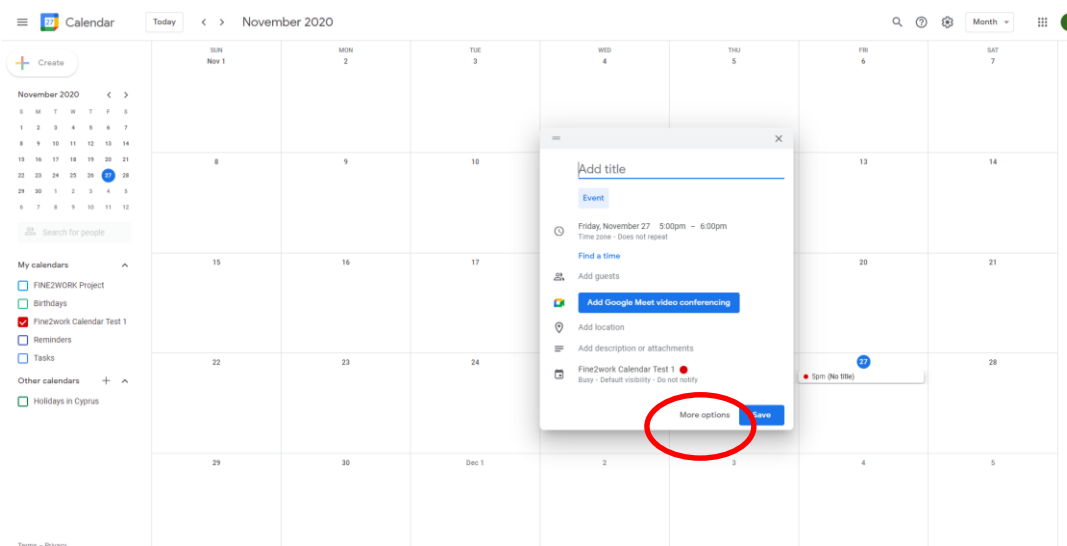 27 Calendar Today November 2020 Month
Create
November 2020
S M T W T F S
1 2 3 4 5 6 7
8 9 10 11 12 13 14
15 16 17 18 19 20 21
22 23 24 25 26 27 28
29 30 1 2 3 4 5
6 7 8 9 10 11 12
Search for people
My calendars
FINE2WORK Project
Birthdays
Fine2work Calendar Test 1
Reminders
Tasks
Other calendars
Holidays in Cyprus
Terms – Privacy
SUN MON TUE WED THU FRI SAT
Nov 1 2 3 4 5 6 7
8 9 10 13 14
15 16 17 20 21
22 23 24 27 28
5pm (No title)
29 30 Dec 1 2 3 4 5
Add title
Event
Friday, November 27 5:00pm – 6:00pm
Time zone - Does not repeat
Find a time
Add guests
Add Google Meet video conferencing
Add location
Add description or attachments
Fine2work Calendar Test 1
Busy - Default visibility - Do not notify
More options Save